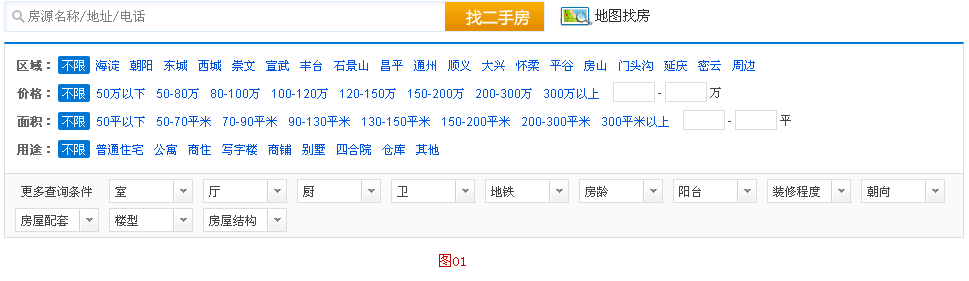 房源名称/地址/电话 找二手房 地图找房
区域： 不限 海淀 朝阳 东城 西城 崇文 宣武 丰台 石景山 昌平 通州 顺义 大兴 怀柔 平谷 房山 门头沟 延庆 密云 周边
价格： 不限 50万以下 50-80万 80-100万 100-120万 120-150万 150-200万 200-300万 300万以上 - 万
面积： 不限 50平以下 50-70平米 70-90平米 90-130平米 130-150平米 150-200平米 200-300平米 300平米以上 - 平
用途： 不限 普通住宅 公寓 商住 写字楼 商铺 别墅 四合院 仓库 其他
更多查询条件 室 厅 厨 卫 地铁 房龄 阳台 装修程度 朝向
房屋配套 楼型 房屋结构
图01